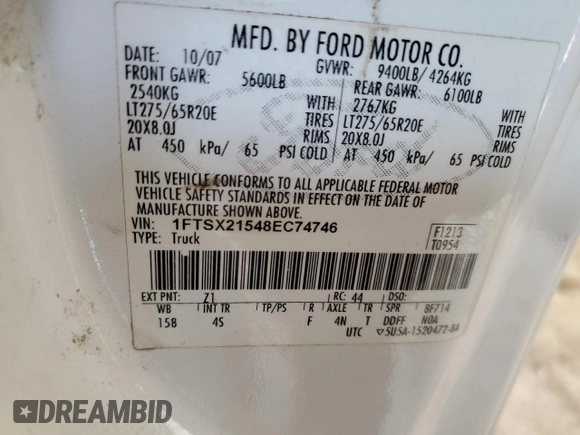 MFD. BY FORD MOTOR CO.
DATE: 10/07 GVWR: 9400LB/ 4264KG
FRONT GAWR: 5600LB REAR GAWR: 6100LB
2540KG WITH 2767KG WITH
LT275/65R20E TIRES LT275/65R20E TIRES
20X8.0J RIMS 20X8.0J RIMS
AT 450 kPa/ 65 PSI COLD AT 450 kPa/ 65 PSI COLD
THIS VEHICLE CONFORMS TO ALL APPLICABLE FEDERAL MOTOR
VEHICLE SAFETY STANDARDS IN EFFECT ON THE DATE OF
MANUFACTURE SHOWN ABOVE.
VIN: 1FTSX21548EC74746 F1213
TYPE: Truck T0954
EXT PNT: Z1 RC: 44 DSO:
WB INT TR TP/PS R AXLE TR SPR BF714
158 4S F 4N T DDFF NOA
UTC ▽5U5A-1520472-BA
DREAMBID